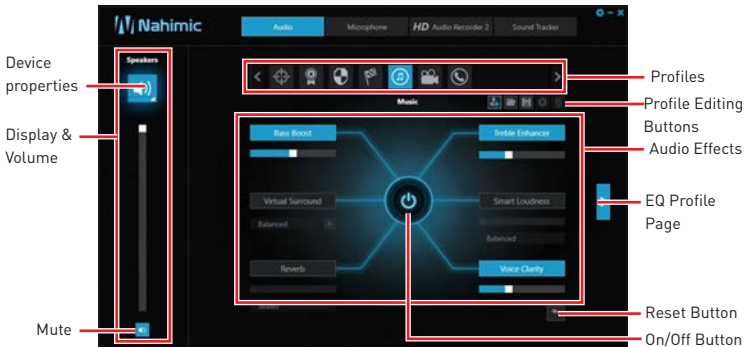 Nahimic
Audio
Microphone
HD Audio Recorder 2
Sound Tracker
Speakers
Device
properties
Display &
Volume
Mute
Music
Bass Boost
Treble Enhancer
Virtual Surround
Smart Loudness
Balanced
Balanced
Reverb
Voice Clarity
Studio
Profiles
Profile Editing
Buttons
Audio Effects
EQ Profile
Page
Reset Button
On/Off Button